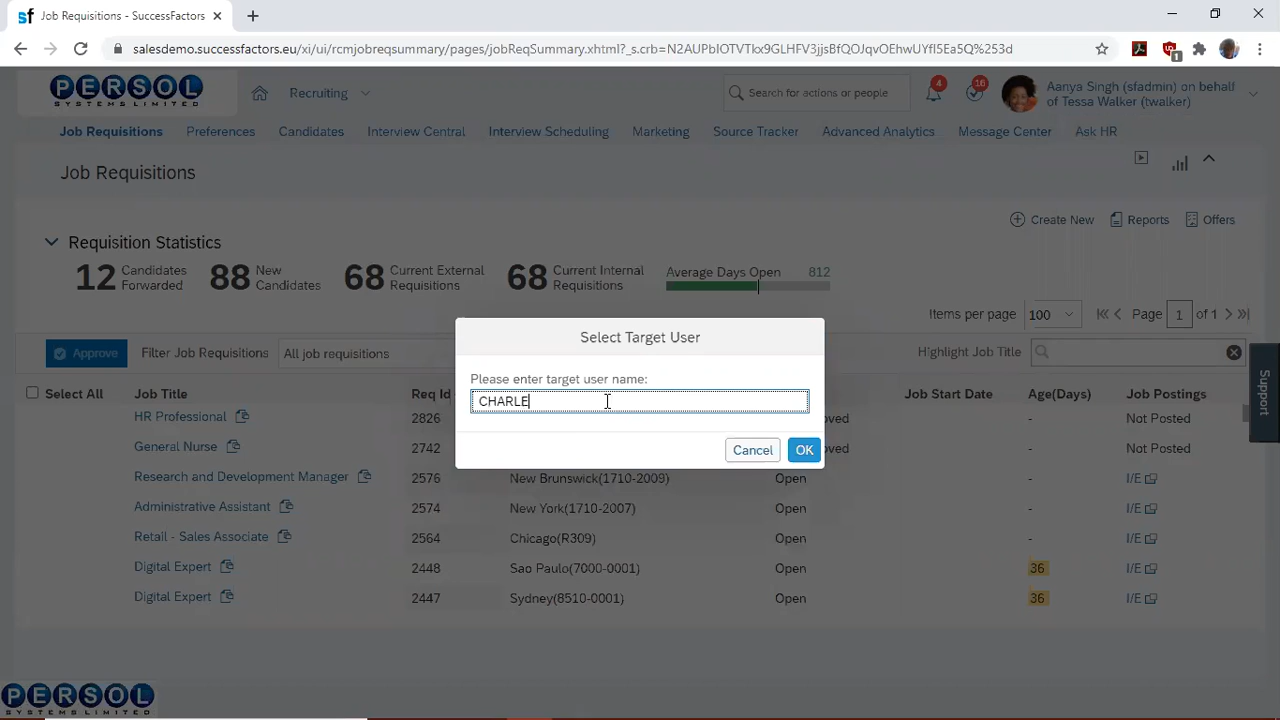 sf Job Requisitions - SuccessFactors
salesdemo.successfactors.eu/xi/ui/rcmjobreqsummary/pages/jobReqSummary.xhtml?_s.crb=N2AUPbIOTVTkx9GLHFV3jjsBfQOJqvOEhwUYfI5Ea5Q%253d
1
PERSOL
SYSTEMS LIMITED
Recruiting
Search for actions or people
4
16
Aanya Singh (sfadmin) on behalf
of Tessa Walker (twalker)
Job Requisitions Preferences Candidates Interview Central Interview Scheduling Marketing Source Tracker Advanced Analytics Message Center Ask HR
Job Requisitions
Create New Reports Offers
Requisition Statistics
12 Candidates Forwarded 88 New Candidates 68 Current External Requisitions 68 Current Internal Requisitions Average Days Open 812
Items per page 100 Page 1 of 1
Approve Filter Job Requisitions All job requisitions Highlight Job Title
Select All Job Title Req Id Job Start Date Age(Days) Job Postings
HR Professional 2826 oved - Not Posted
General Nurse 2742 oved - Not Posted
Research and Development Manager 2576 New Brunswick(1710-2009) Open - I/E
Administrative Assistant 2574 New York(1710-2007) Open - I/E
Retail - Sales Associate 2564 Chicago(R309) Open - I/E
Digital Expert 2448 Sao Paulo(7000-0001) Open 36 I/E
Digital Expert 2447 Sydney(8510-0001) Open 36 I/E
Select Target User
Please enter target user name:
CHARLE
Cancel OK
Support
PERSOL
SYSTEMS LIMITED